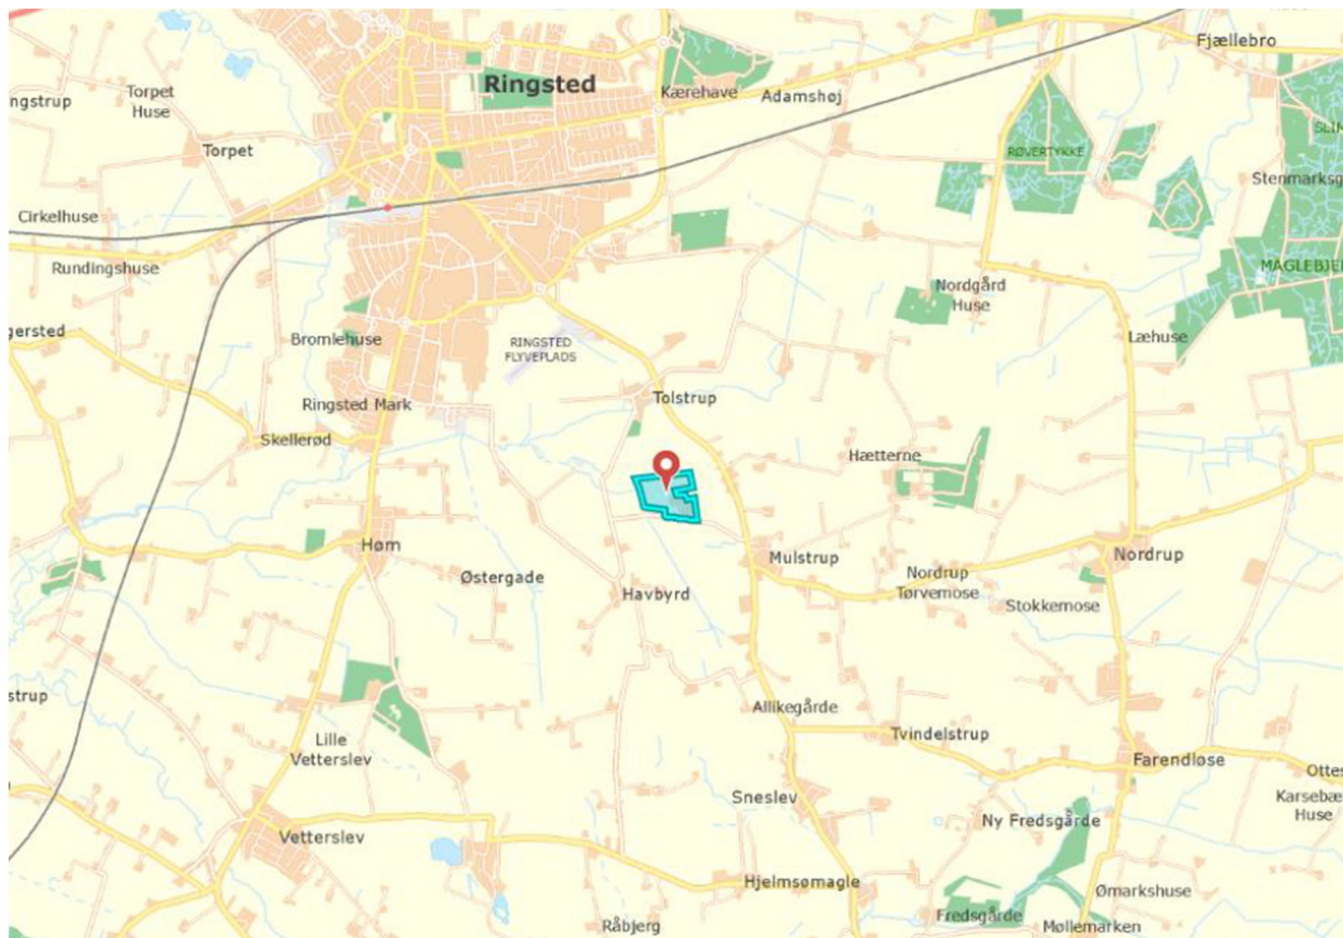 Fjællebro
Ringsted
Kærehave
Adamshøj
ngstrup
Torpet
Huse
Torpet
RØVERTYKKE
Stenmarksg
Cirkelhuse
Rundingshuse
MAGLEBJE
Nordgård
Huse
gersted
Bromlehuse
RINGSTED
FLYVEPLADS
Læhuse
Ringsted Mark
Tolstrup
Skellerød
Hætterne
Høm
Mulstrup
Nordrup
Østergade
Havbyrd
Nordrup
Tørvemose
Stokkemose
strup
Allikegårde
Tvindelstrup
Lille
Vetterslev
Farendløse
Ottes
Sneslev
Karsebæ
Huse
Ny Fredsgårde
Vetterslev
Hjelmsømagle
Ømarkshuse
Fredsgårde
Råbjerg
Møllemarken